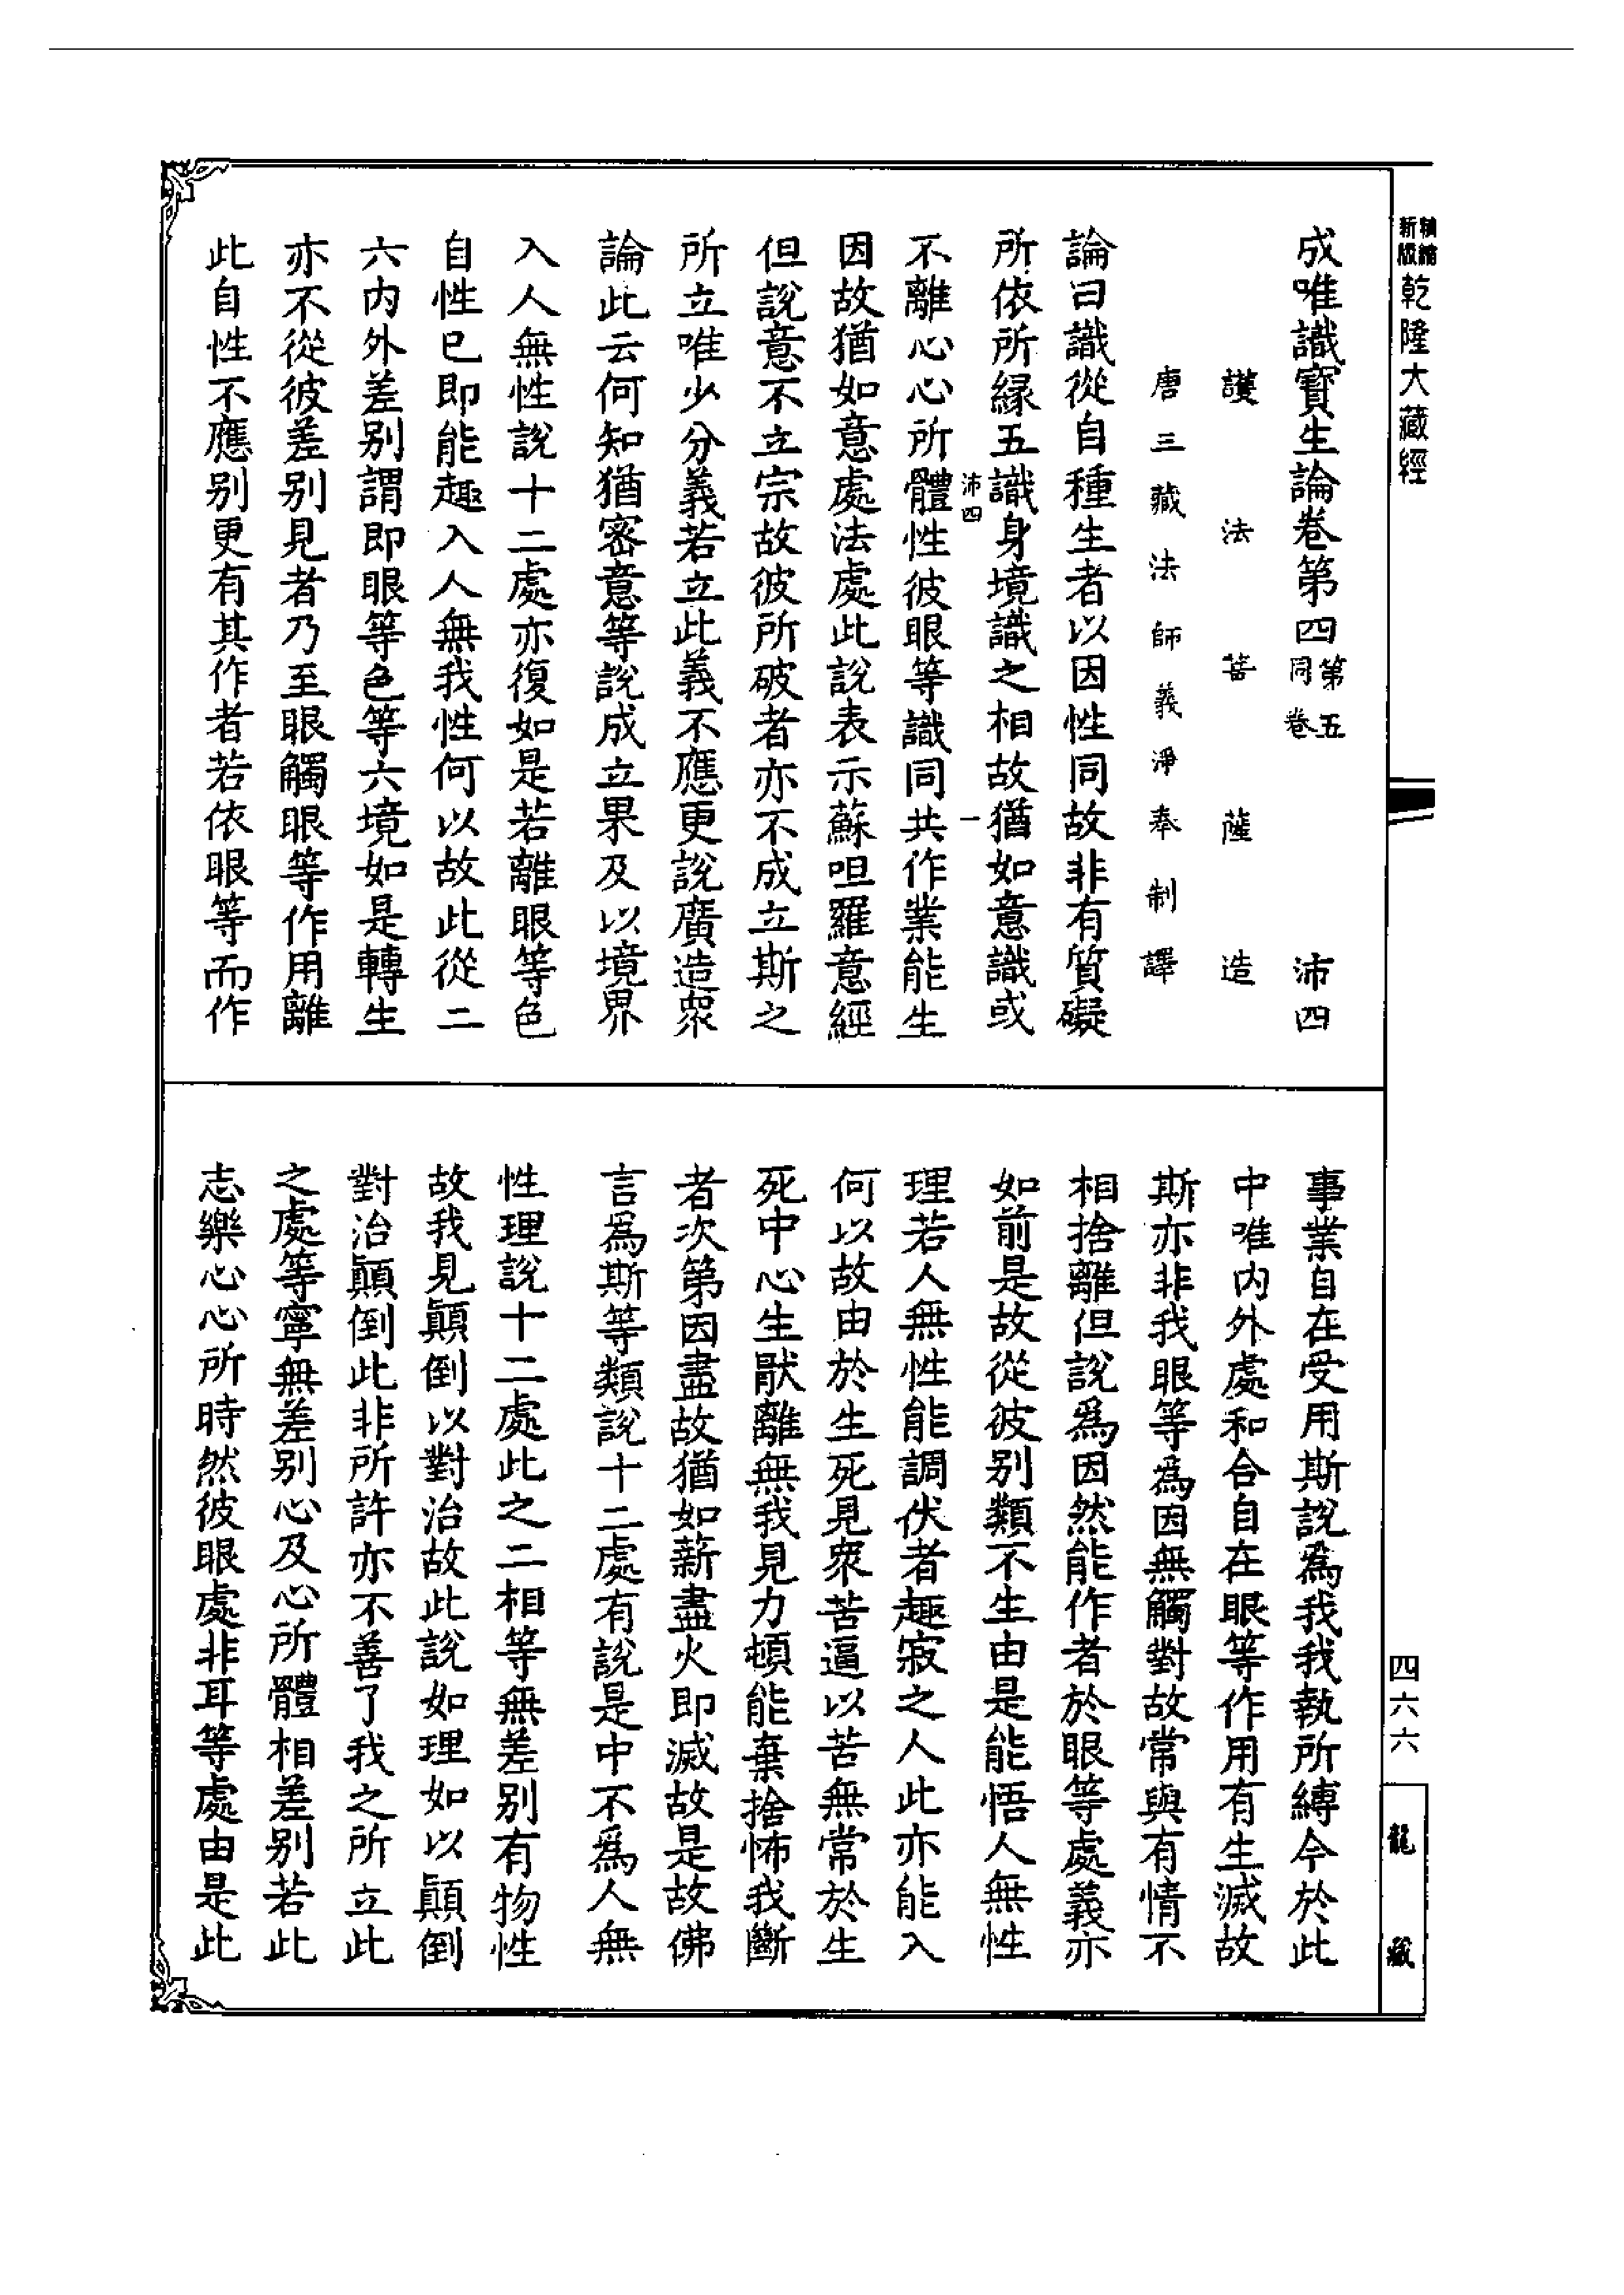 精縮新版乾隆大藏經
成唯識寶生論卷第四第五同卷 沛四
護法菩薩造
唐三藏法師義淨奉制譯
論曰識從自種生者以因性同故非有質礙
所依所緣五識身境識之相故猶如意識或
沛四 一
不離心心所體性彼眼等識同共作業能生
因故猶如意處法處此說表示蘇呾羅意經
但說意不立宗故彼所破者亦不成立斯之
所立唯少分義若立此義不應更說廣造眾
論此云何知猶密意等說成立果及以境界
入人無性說十二處亦復如是若離眼等色
自性已即能趣入人無我性何以故此從二
六內外差別謂即眼等色等六境如是轉生
亦不從彼差別見者乃至眼觸眼等作用離
此自性不應別更有其作者若依眼等而作
事業自在受用斯說為我我執所縛今於此
中唯內外處和合自在眼等作用有生滅故
斯亦非我眼等為因無觸對故常與有情不
相捨離但說爲因然能作者於眼等處義亦
如前是故從彼別類不生由是能悟人無性
理若人無性能調伏者趣寂之人此亦能入
何以故由於生死見眾苦逼以苦無常於生
死中心生厭離無我見力頓能棄捨怖我斷
者次第因盡故猶如薪盡火即滅故是故佛
言為斯等類說十二處有說是中不爲人無
性理說十二處此之二相等無差別有物性
故我見顛倒以對治故此說如理如以顛倒
對治顛倒此非所許亦不善了我之所立此
之處等寧無差別心及心所體相差別若此
志樂心心所時然彼眼處非耳等處由是此
四六六
龍藏